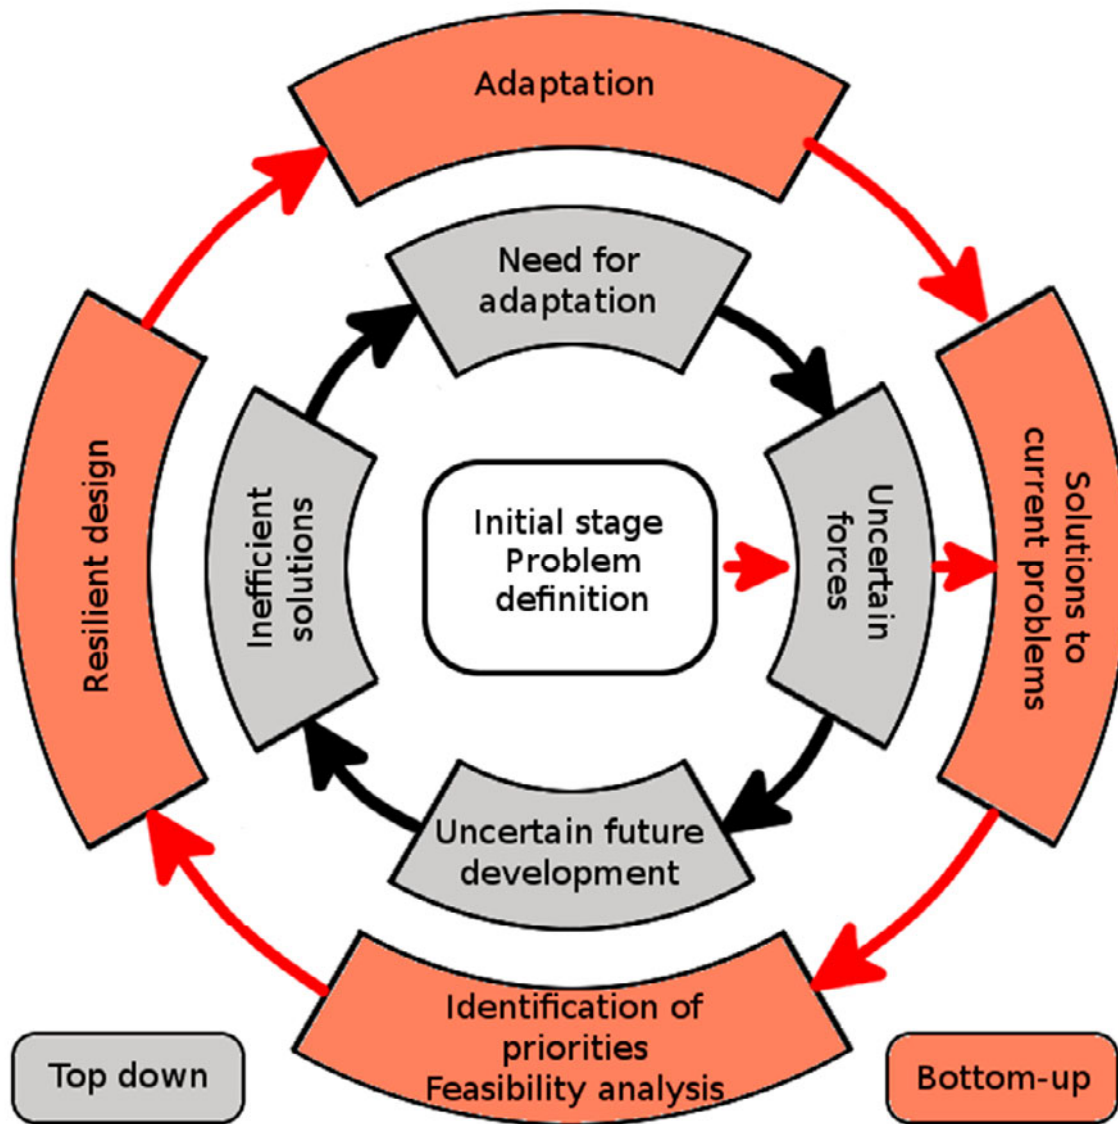 Adaptation
Need for
adaptation
Uncertain
forces
Solutions to
current problems
Initial stage
Problem
definition
Inefficient
solutions
Resilient design
Uncertain future
development
Identification of
priorities
Feasibility analysis
Top down
Bottom-up